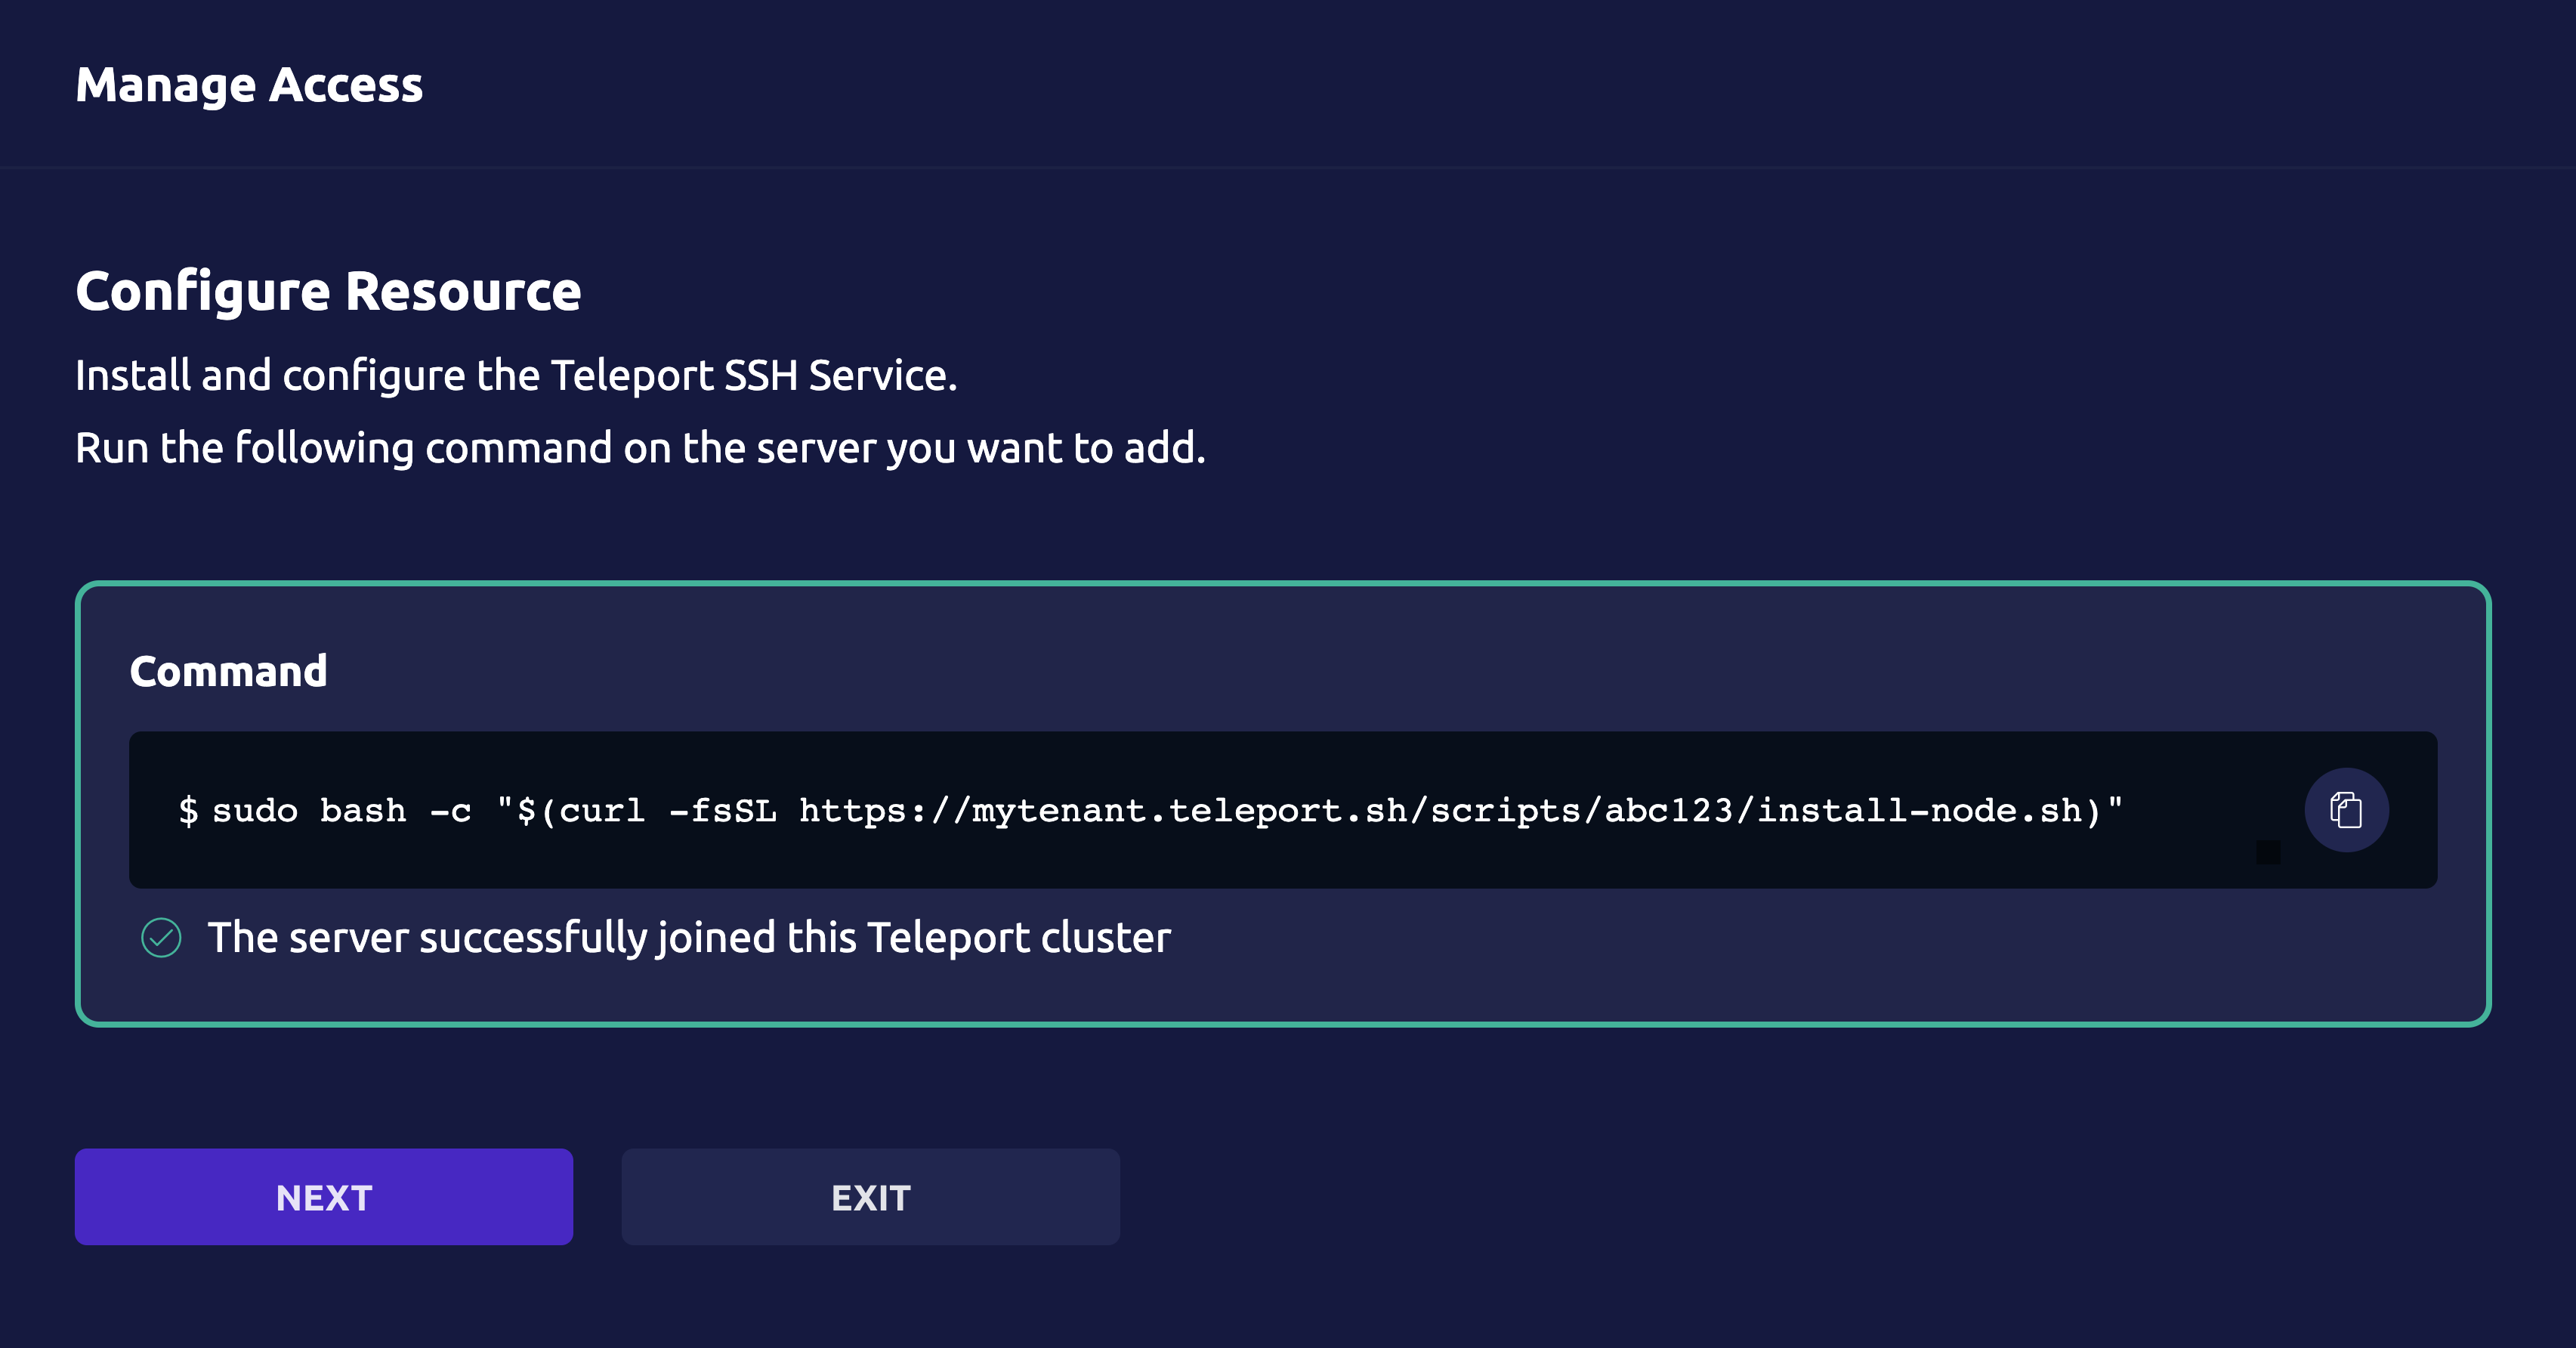 Manage Access
Configure Resource
Install and configure the Teleport SSH Service.
Run the following command on the server you want to add.
Command
$ sudo bash -c "$(curl -fsSL https://mytenant.teleport.sh/scripts/abc123/install-node.sh)"
The server successfully joined this Teleport cluster
NEXT
EXIT